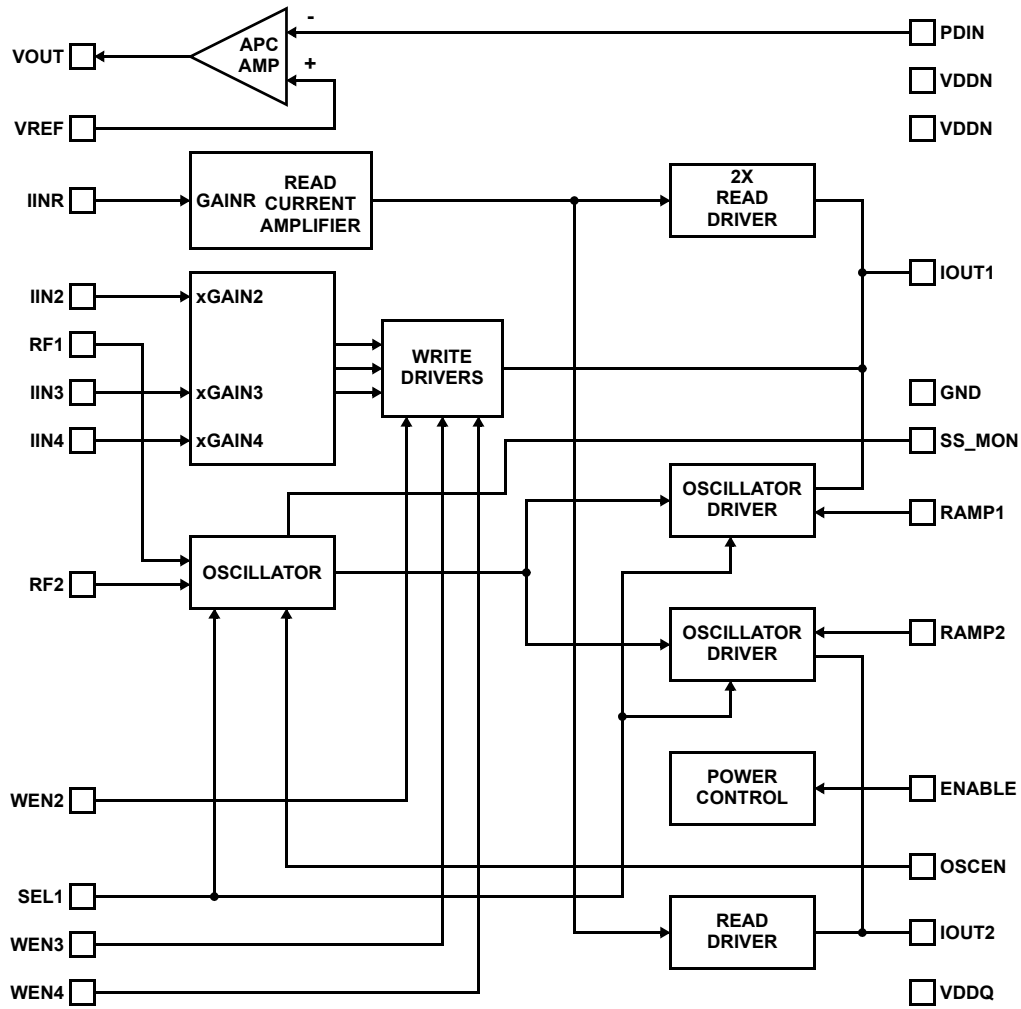 -
PDIN
VOUT
APC
AMP
+
VDDN
VREF
VDDN
IINR
GAINR
READ
CURRENT
AMPLIFIER
2X
READ
DRIVER
IOUT1
IIN2
xGAIN2
RF1
WRITE
DRIVERS
IIN3
xGAIN3
GND
IIN4
xGAIN4
SS_MON
OSCILLATOR
DRIVER
RAMP1
RF2
OSCILLATOR
OSCILLATOR
DRIVER
RAMP2
POWER
CONTROL
ENABLE
WEN2
OSCEN
SEL1
READ
DRIVER
IOUT2
WEN3
WEN4
VDDQ